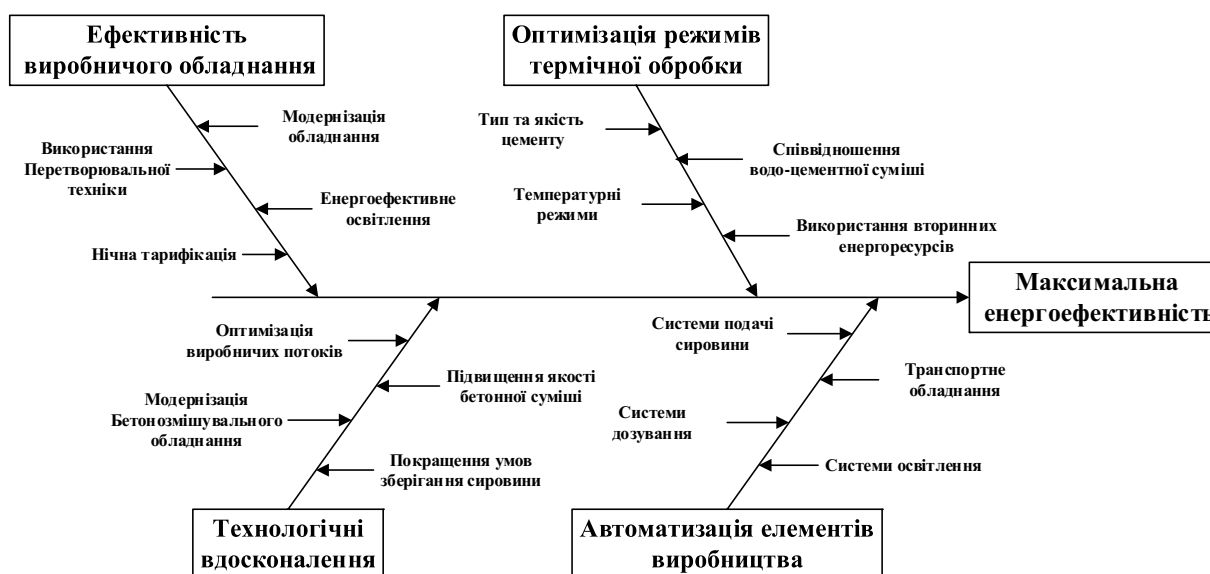 Ефективність
виробничого обладнання
Оптимізація режимів
термічної обробки
Модернізація
обладнання
Використання
Перетворювальної
техніки
Енергоефективне
освітлення
Нічна тарифікація
Тип та якість
цементу
Співвідношення
водо-цементної суміші
Температурні
режими
Використання вторинних
енергоресурсів
Максимальна
енергоефективність
Оптимізація
виробничих потоків
Підвищення якості
бетонної суміші
Модернізація
Бетонозмішувального
обладнання
Покращення умов
зберігання сировини
Системи подачі
сировини
Транспортне
обладнання
Системи
дозування
Системи освітлення
Технологічні
вдосконалення
Автоматизація елементів
виробництва